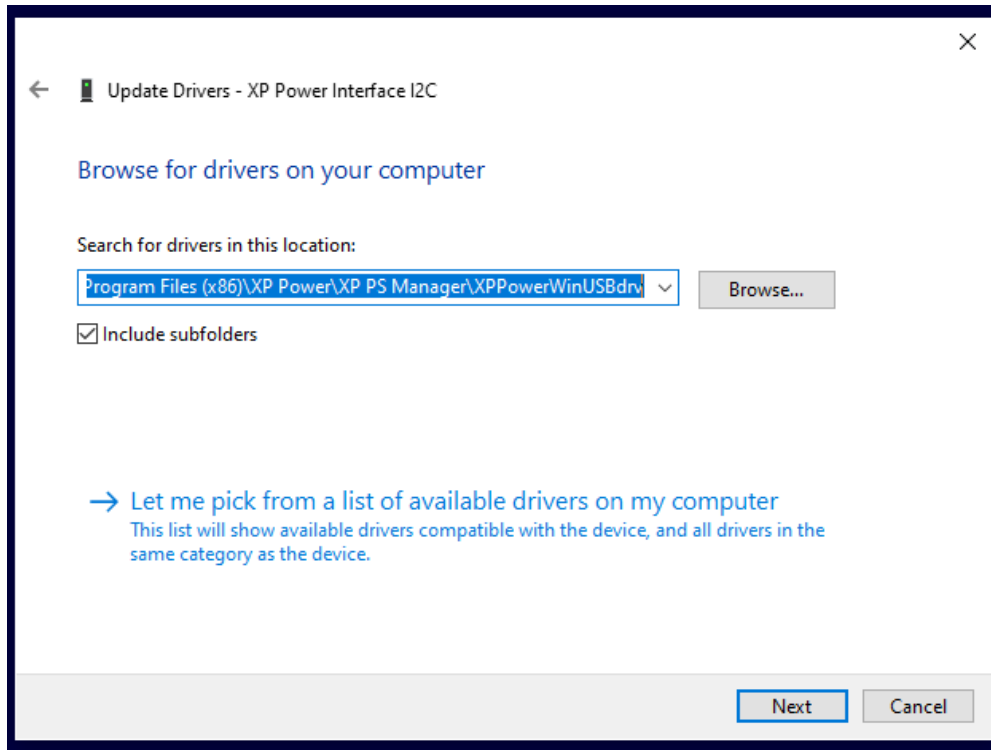 Update Drivers - XP Power Interface I2C
Browse for drivers on your computer
Search for drivers in this location:
Program Files (x86)\XP Power\XP PS Manager\XPPowerWinUSBdrv
Browse...
Include subfolders
Let me pick from a list of available drivers on my computer
This list will show available drivers compatible with the device, and all drivers in the
same category as the device.
Next
Cancel